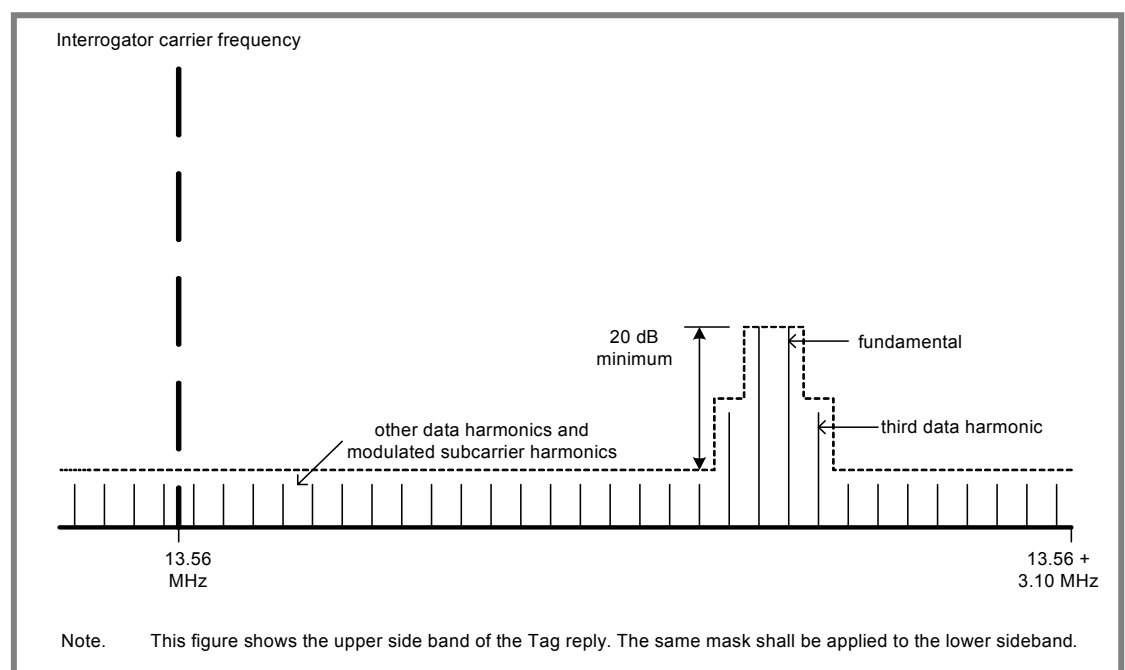 Interrogator carrier frequency
20 dB
minimum
fundamental
other data harmonics and
modulated subcarrier harmonics
third data harmonic
13.56
MHz
13.56 +
3.10 MHz
Note. This figure shows the upper side band of the Tag reply. The same mask shall be applied to the lower sideband.